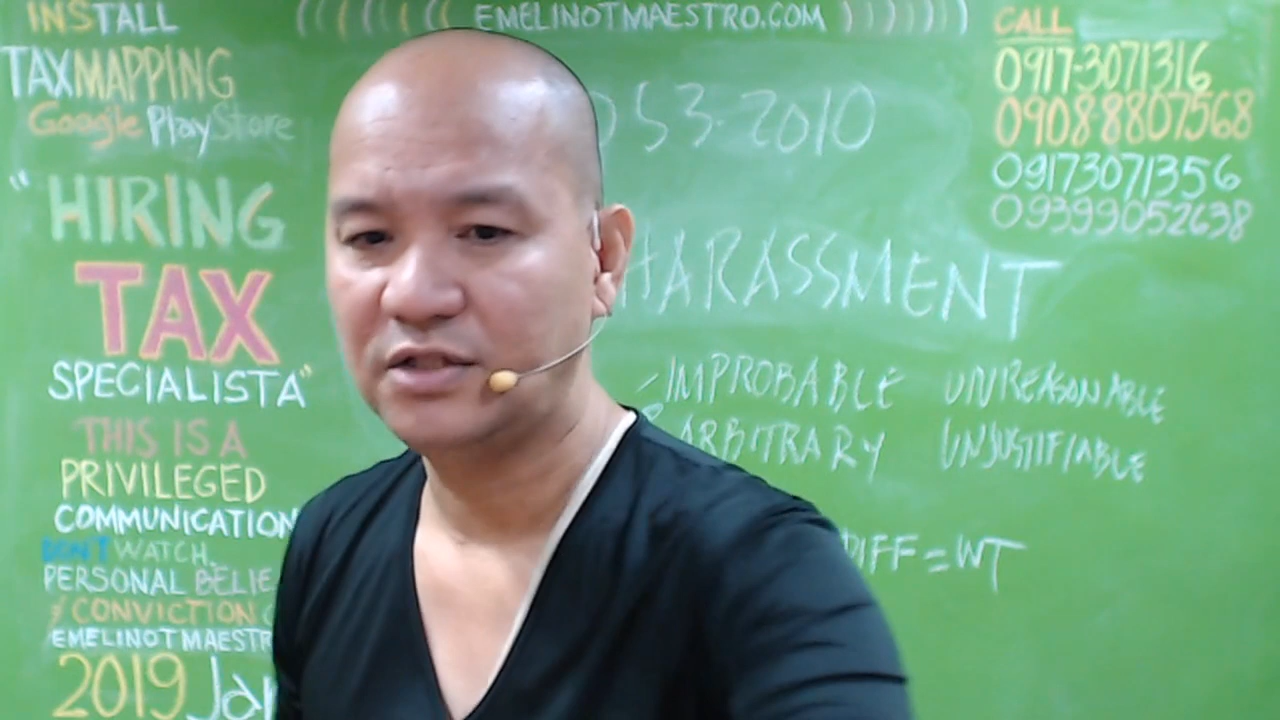 INSTALL
TAXMAPPING
Google PlayStore
"HIRING
TAX
SPECIALISTA"
THIS IS A
PRIVILEGED
COMMUNICATION
DON'T WATCH.
PERSONAL BELIE
& CONVICTION
EMELINOTMAESTR
2019 Jan
((((((( EMELINOTMAESTRO.COM )))))))
53-2010
HARASSMENT
-IMPROBABLE UNREASONABLE
ARBITRARY UNJUSTIFIABLE
DIFF = WT
CALL
0917-3071316
0908-8807568
09173071356
09399052638